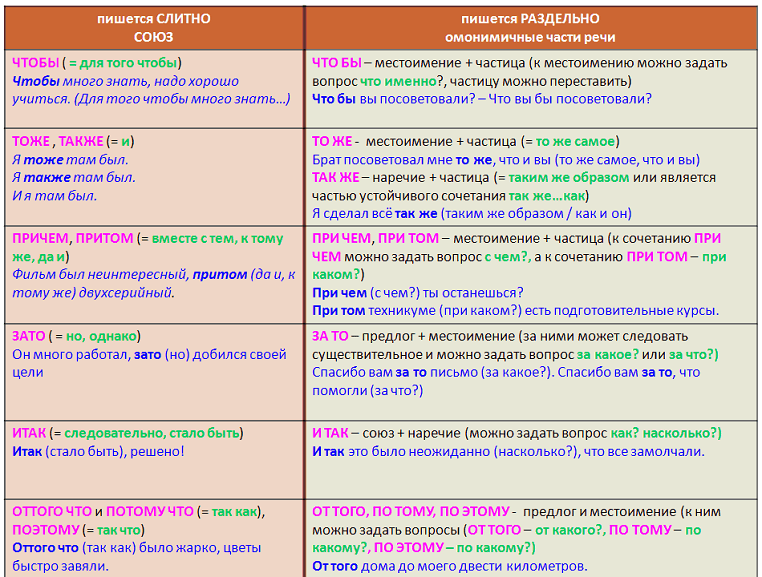 пишется СЛИТНО
СОЮЗ
пишется РАЗДЕЛЬНО
омонимичные части речи
ЧТОБЫ ( = для того чтобы)
Чтобы много знать, надо хорошо
учиться. (Для того чтобы много знать…)
ЧТО БЫ – местоимение + частица (к местоимению можно задать
вопрос что именно?, частицу можно переставить)
Что бы вы посоветовали? – Что вы бы посоветовали?
ТОЖЕ , ТАКЖЕ (= и)
Я тоже там был.
Я также там был.
И я там был.
ТО ЖЕ - местоимение + частица (= то же самое)
Брат посоветовал мне то же, что и вы (то же самое, что и вы)
ТАК ЖЕ – наречие + частица (= таким же образом или является
частью устойчивого сочетания так же…как)
Я сделал всё так же (таким же образом / как и он)
ПРИЧЕМ, ПРИТОМ (= вместе с тем, к тому
же, да и)
Фильм был неинтересный, притом (да и, к
тому же) двухсерийный.
ПРИ ЧЕМ, ПРИ ТОМ – местоимение + частица (к сочетанию ПРИ
ЧЕМ можно задать вопрос с чем?, а к сочетанию ПРИ ТОМ – при
каком?)
При чем (с чем?) ты останешься?
При том техникуме (при каком?) есть подготовительные курсы.
ЗАТО ( = но, однако)
Он много работал, зато (но) добился своей
цели
ЗА ТО – предлог + местоимение (за ними может следовать
существительное и можно задать вопрос за какое? или за что?)
Спасибо вам за то письмо (за какое?). Спасибо вам за то, что
помогли (за что?)
ИТАК (= следовательно, стало быть)
Итак (стало быть), решено!
И ТАК – союз + наречие (можно задать вопрос как? насколько?)
И так это было неожиданно (насколько?), что все замолчали.
ОТТОГО ЧТО и ПОТОМУ ЧТО (= так как),
ПОЭТОМУ (= так что)
Оттого что (так как) было жарко, цветы
быстро завяли.
ОТ ТОГО, ПО ТОМУ, ПО ЭТОМУ - предлог и местоимение (к ним
можно задать вопросы (ОТ ТОГО – от какого?, ПО ТОМУ – по
какому?, ПО ЭТОМУ – по какому?)
От того дома до моего двести километров.